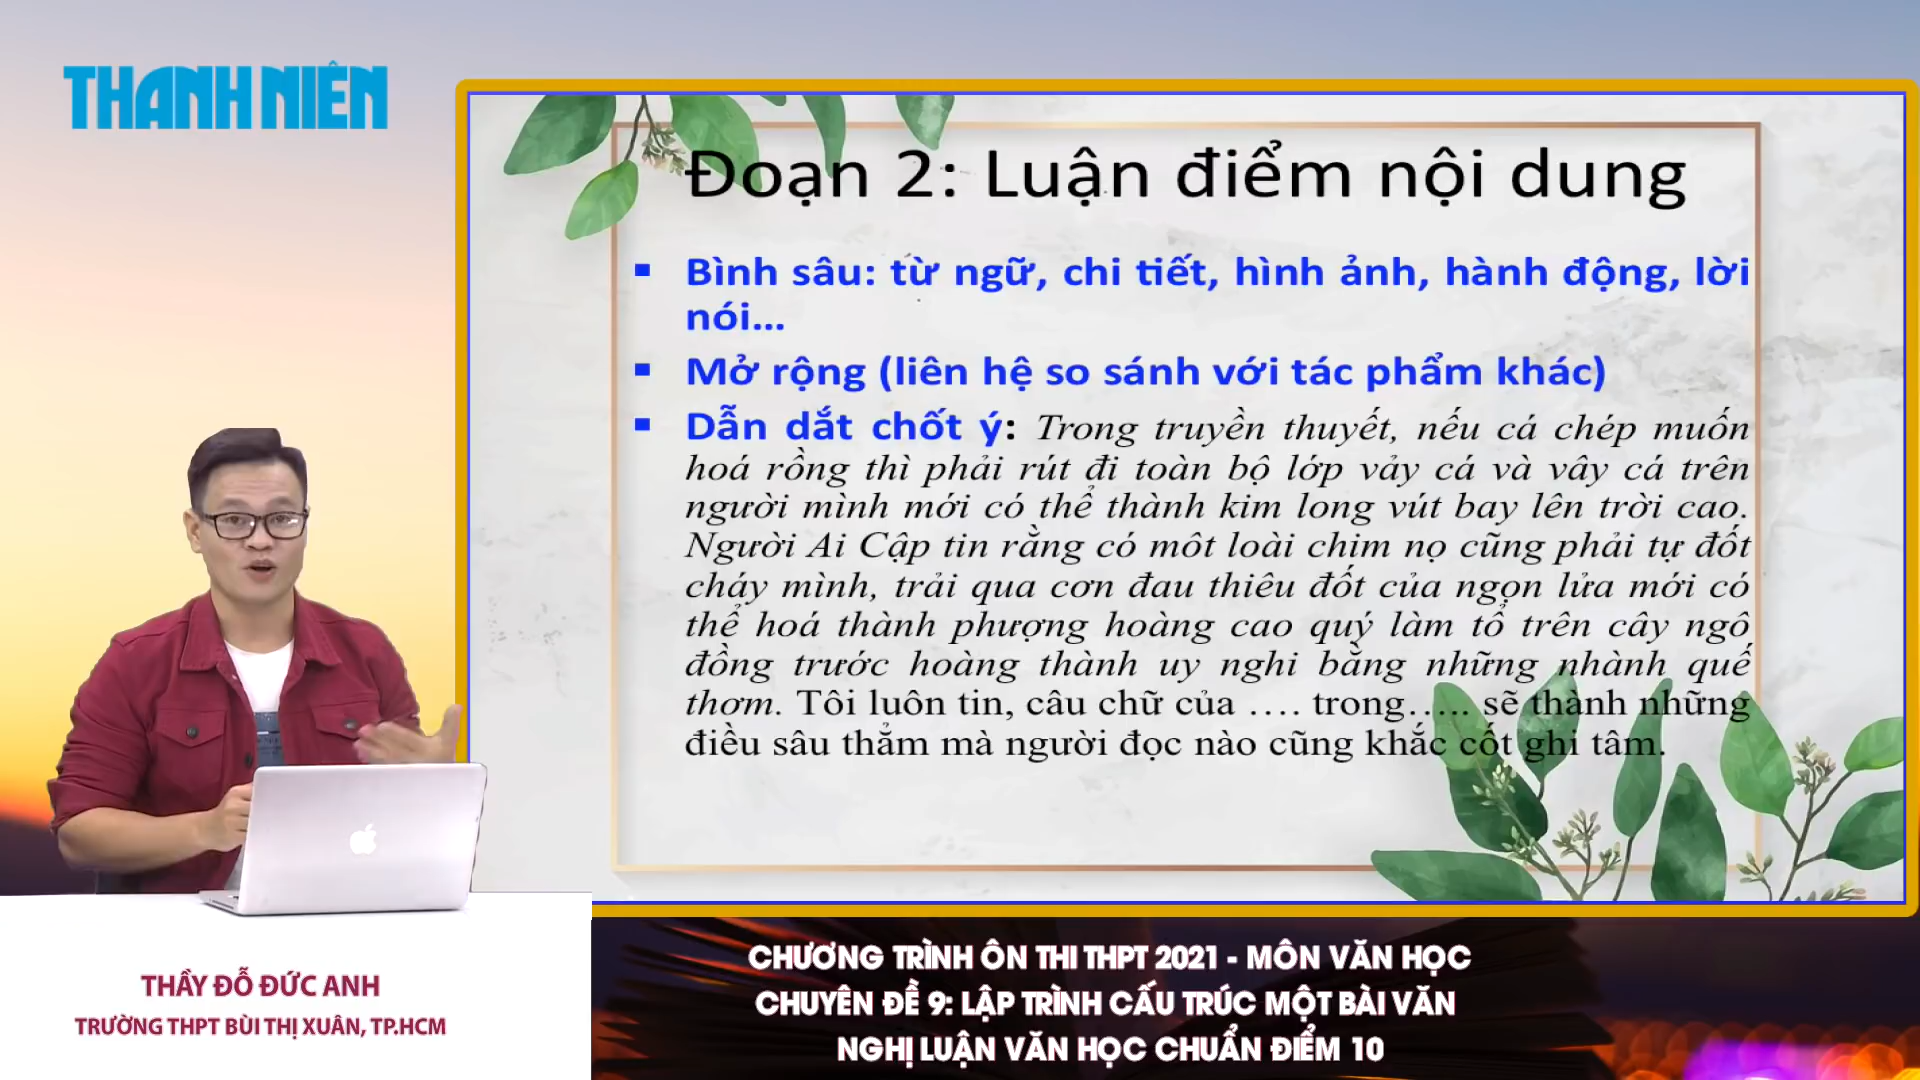 THANH NIÊN
Đoạn 2: Luận điểm nội dung
Bình sâu: từ ngữ, chi tiết, hình ảnh, hành động, lời
nói...
Mở rộng (liên hệ so sánh với tác phẩm khác)
Dẫn dắt chốt ý: Trong truyền thuyết, nếu cá chép muốn
hoá rồng thì phải rút đi toàn bộ lớp vảy cá và vây cá trên
người mình mới có thể thành kim long vút bay lên trời cao.
Người Ai Cập tin rằng có môt loài chim nọ cũng phải tự đốt
cháy mình, trải qua cơn đau thiêu đốt của ngọn lửa mới có
thể hoá thành phượng hoàng cao quý làm tổ trên cây ngô
đồng trước hoàng thành uy nghi bằng những nhành quế
thơm. Tôi luôn tin, câu chữ của …. trong….. sẽ thành những
điều sâu thẳm mà người đọc nào cũng khắc cốt ghi tâm.
THẦY ĐỖ ĐỨC ANH
TRƯỜNG THPT BÙI THỊ XUÂN, TP.HCM
CHƯƠNG TRÌNH ÔN THI THPT 2021 - MÔN VĂN HỌC
CHUYÊN ĐỀ 9: LẬP TRÌNH CẤU TRÚC MỘT BÀI VĂN
NGHỊ LUẬN VĂN HỌC CHUẨN ĐIỂM 10